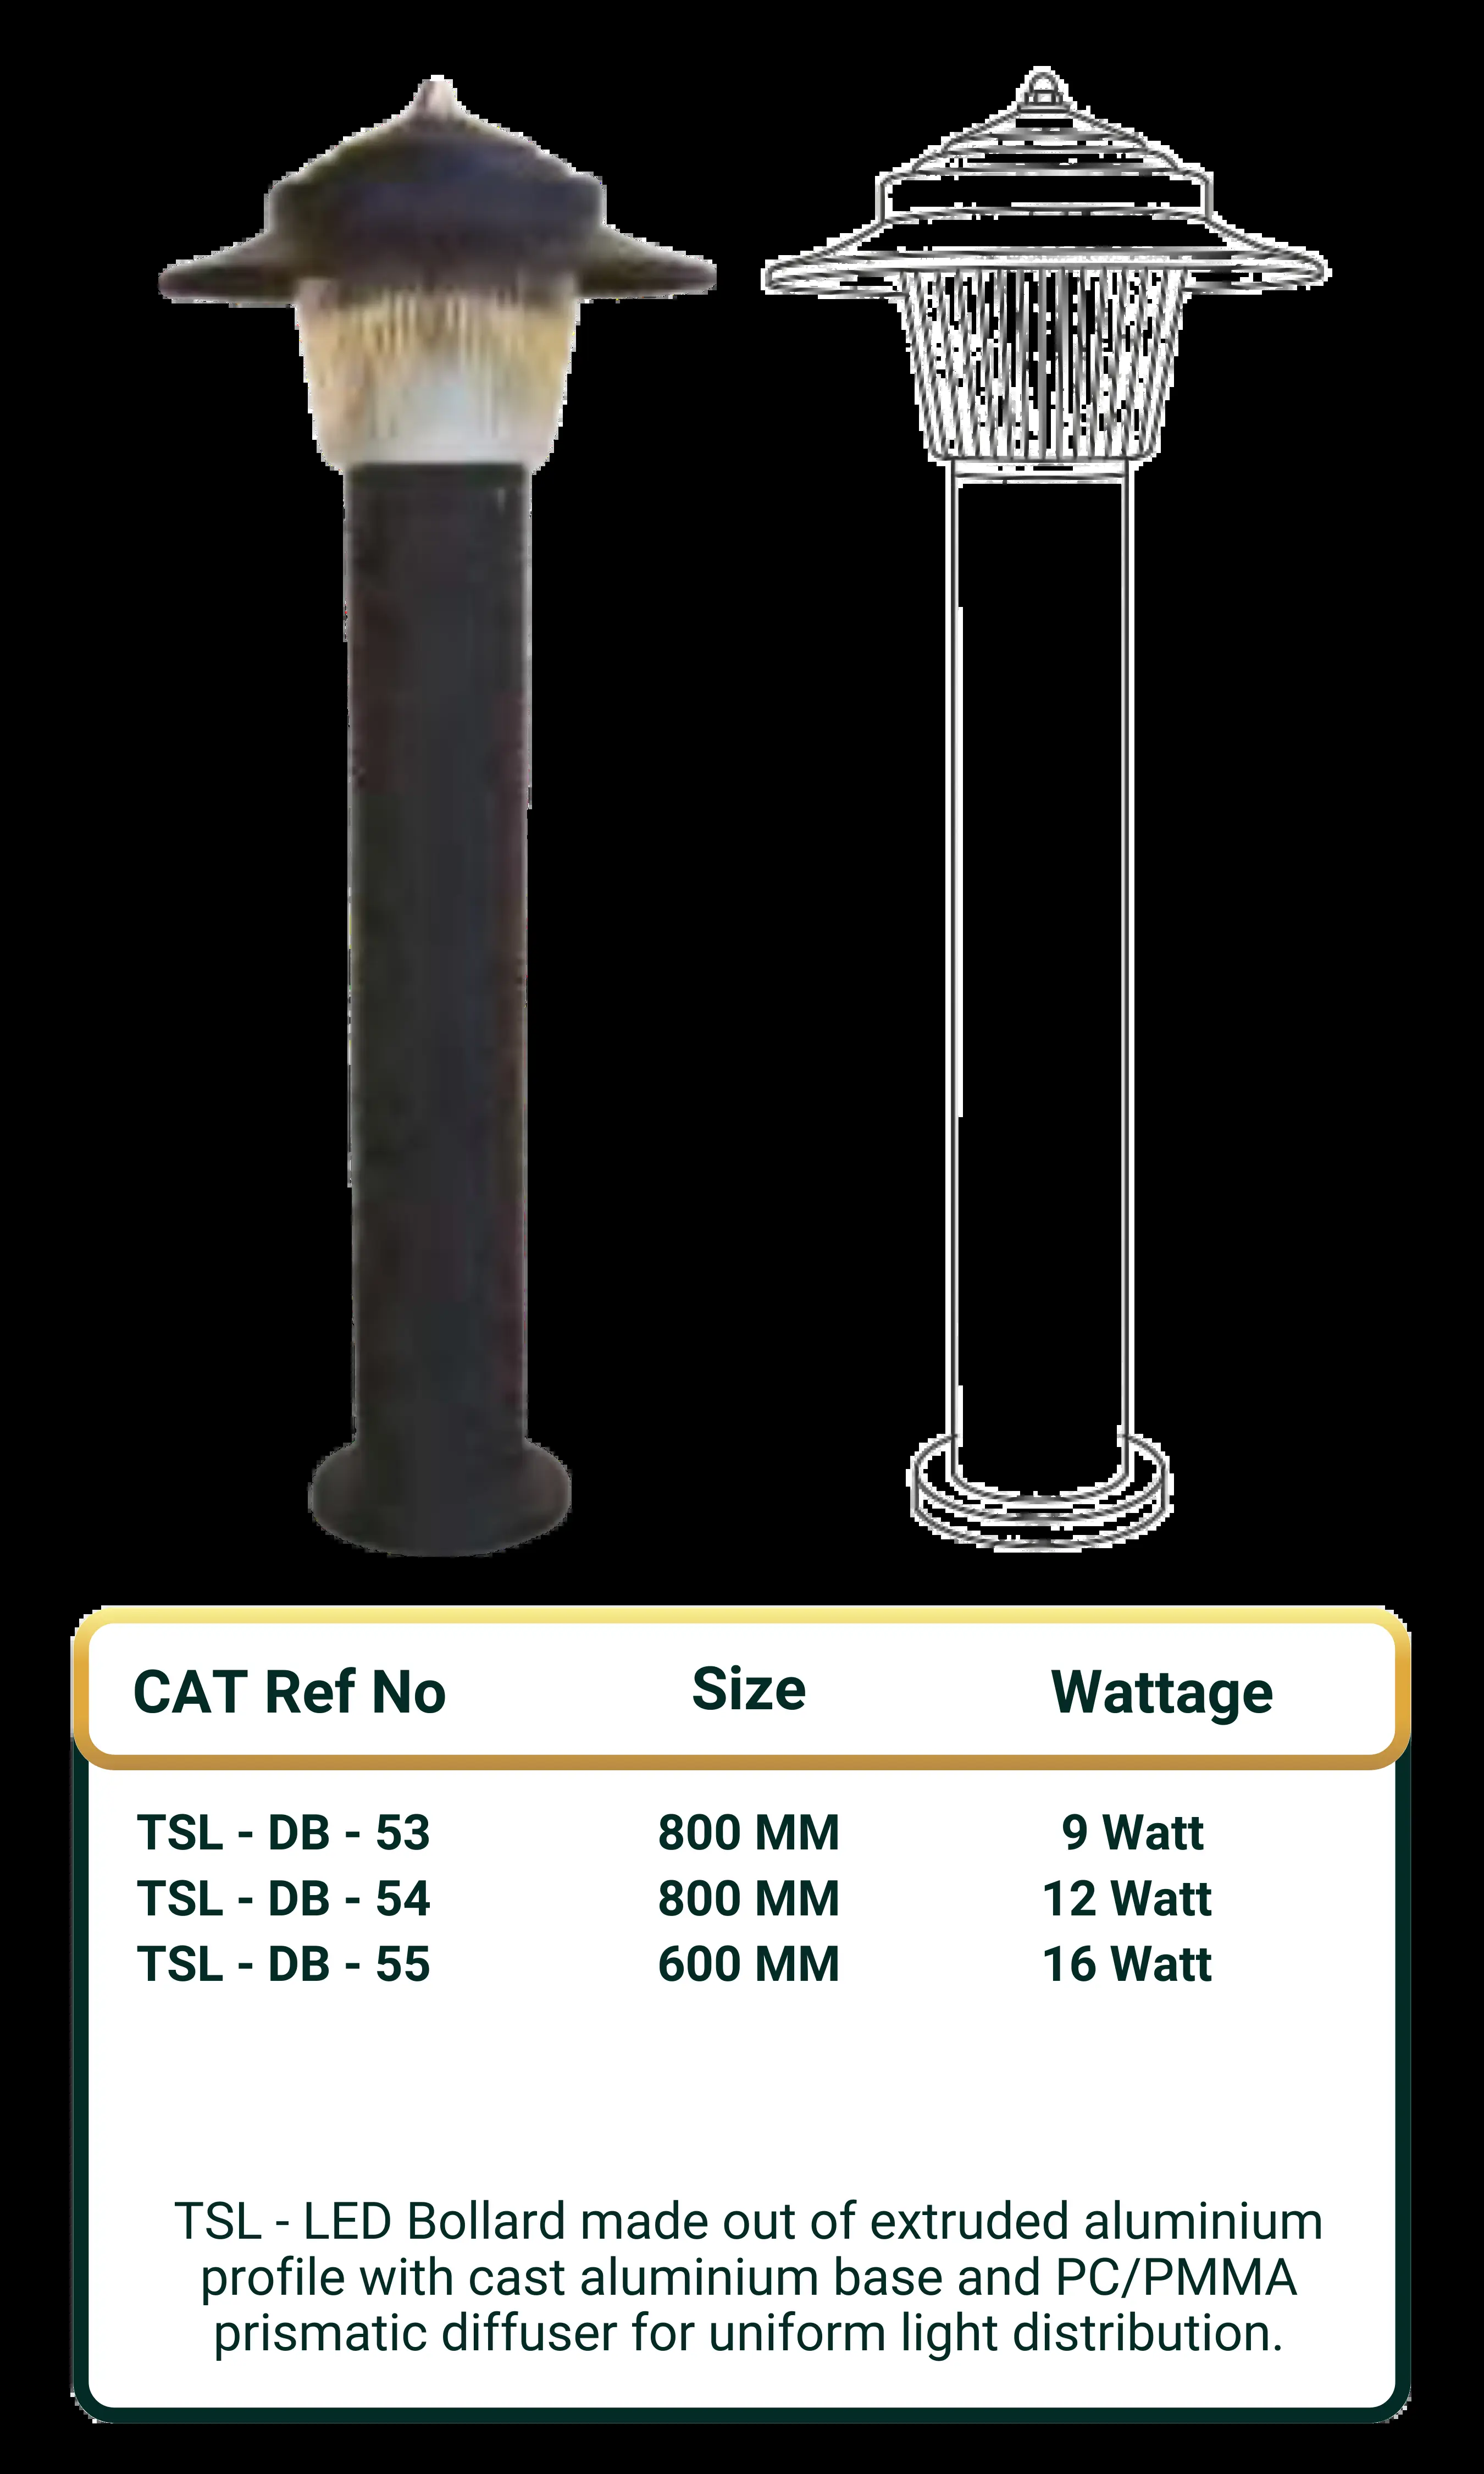 CAT Ref No Size Wattage
TSL - DB - 53 800 MM 9 Watt
TSL - DB - 54 800 MM 12 Watt
TSL - DB - 55 600 MM 16 Watt
TSL - LED Bollard made out of extruded aluminium
profile with cast aluminium base and PC/PMMA
prismatic diffuser for uniform light distribution.